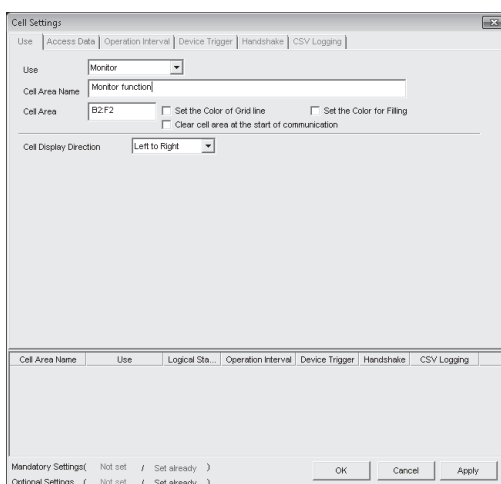 Cell Settings
Use Access Data Operation Interval Device Trigger Handshake CSV Logging
Use Monitor
Cell Area Name Monitor function
Cell Area B2:F2 Set the Color of Grid line Set the Color for Filling
Clear cell area at the start of communication
Cell Display Direction Left to Right
Cell Area Name Use Logical Sta... Operation Interval Device Trigger Handshake CSV Logging
Mandatory Settings( Not set / Set already ) OK Cancel Apply
Optional Settings ( Not set / Set already )